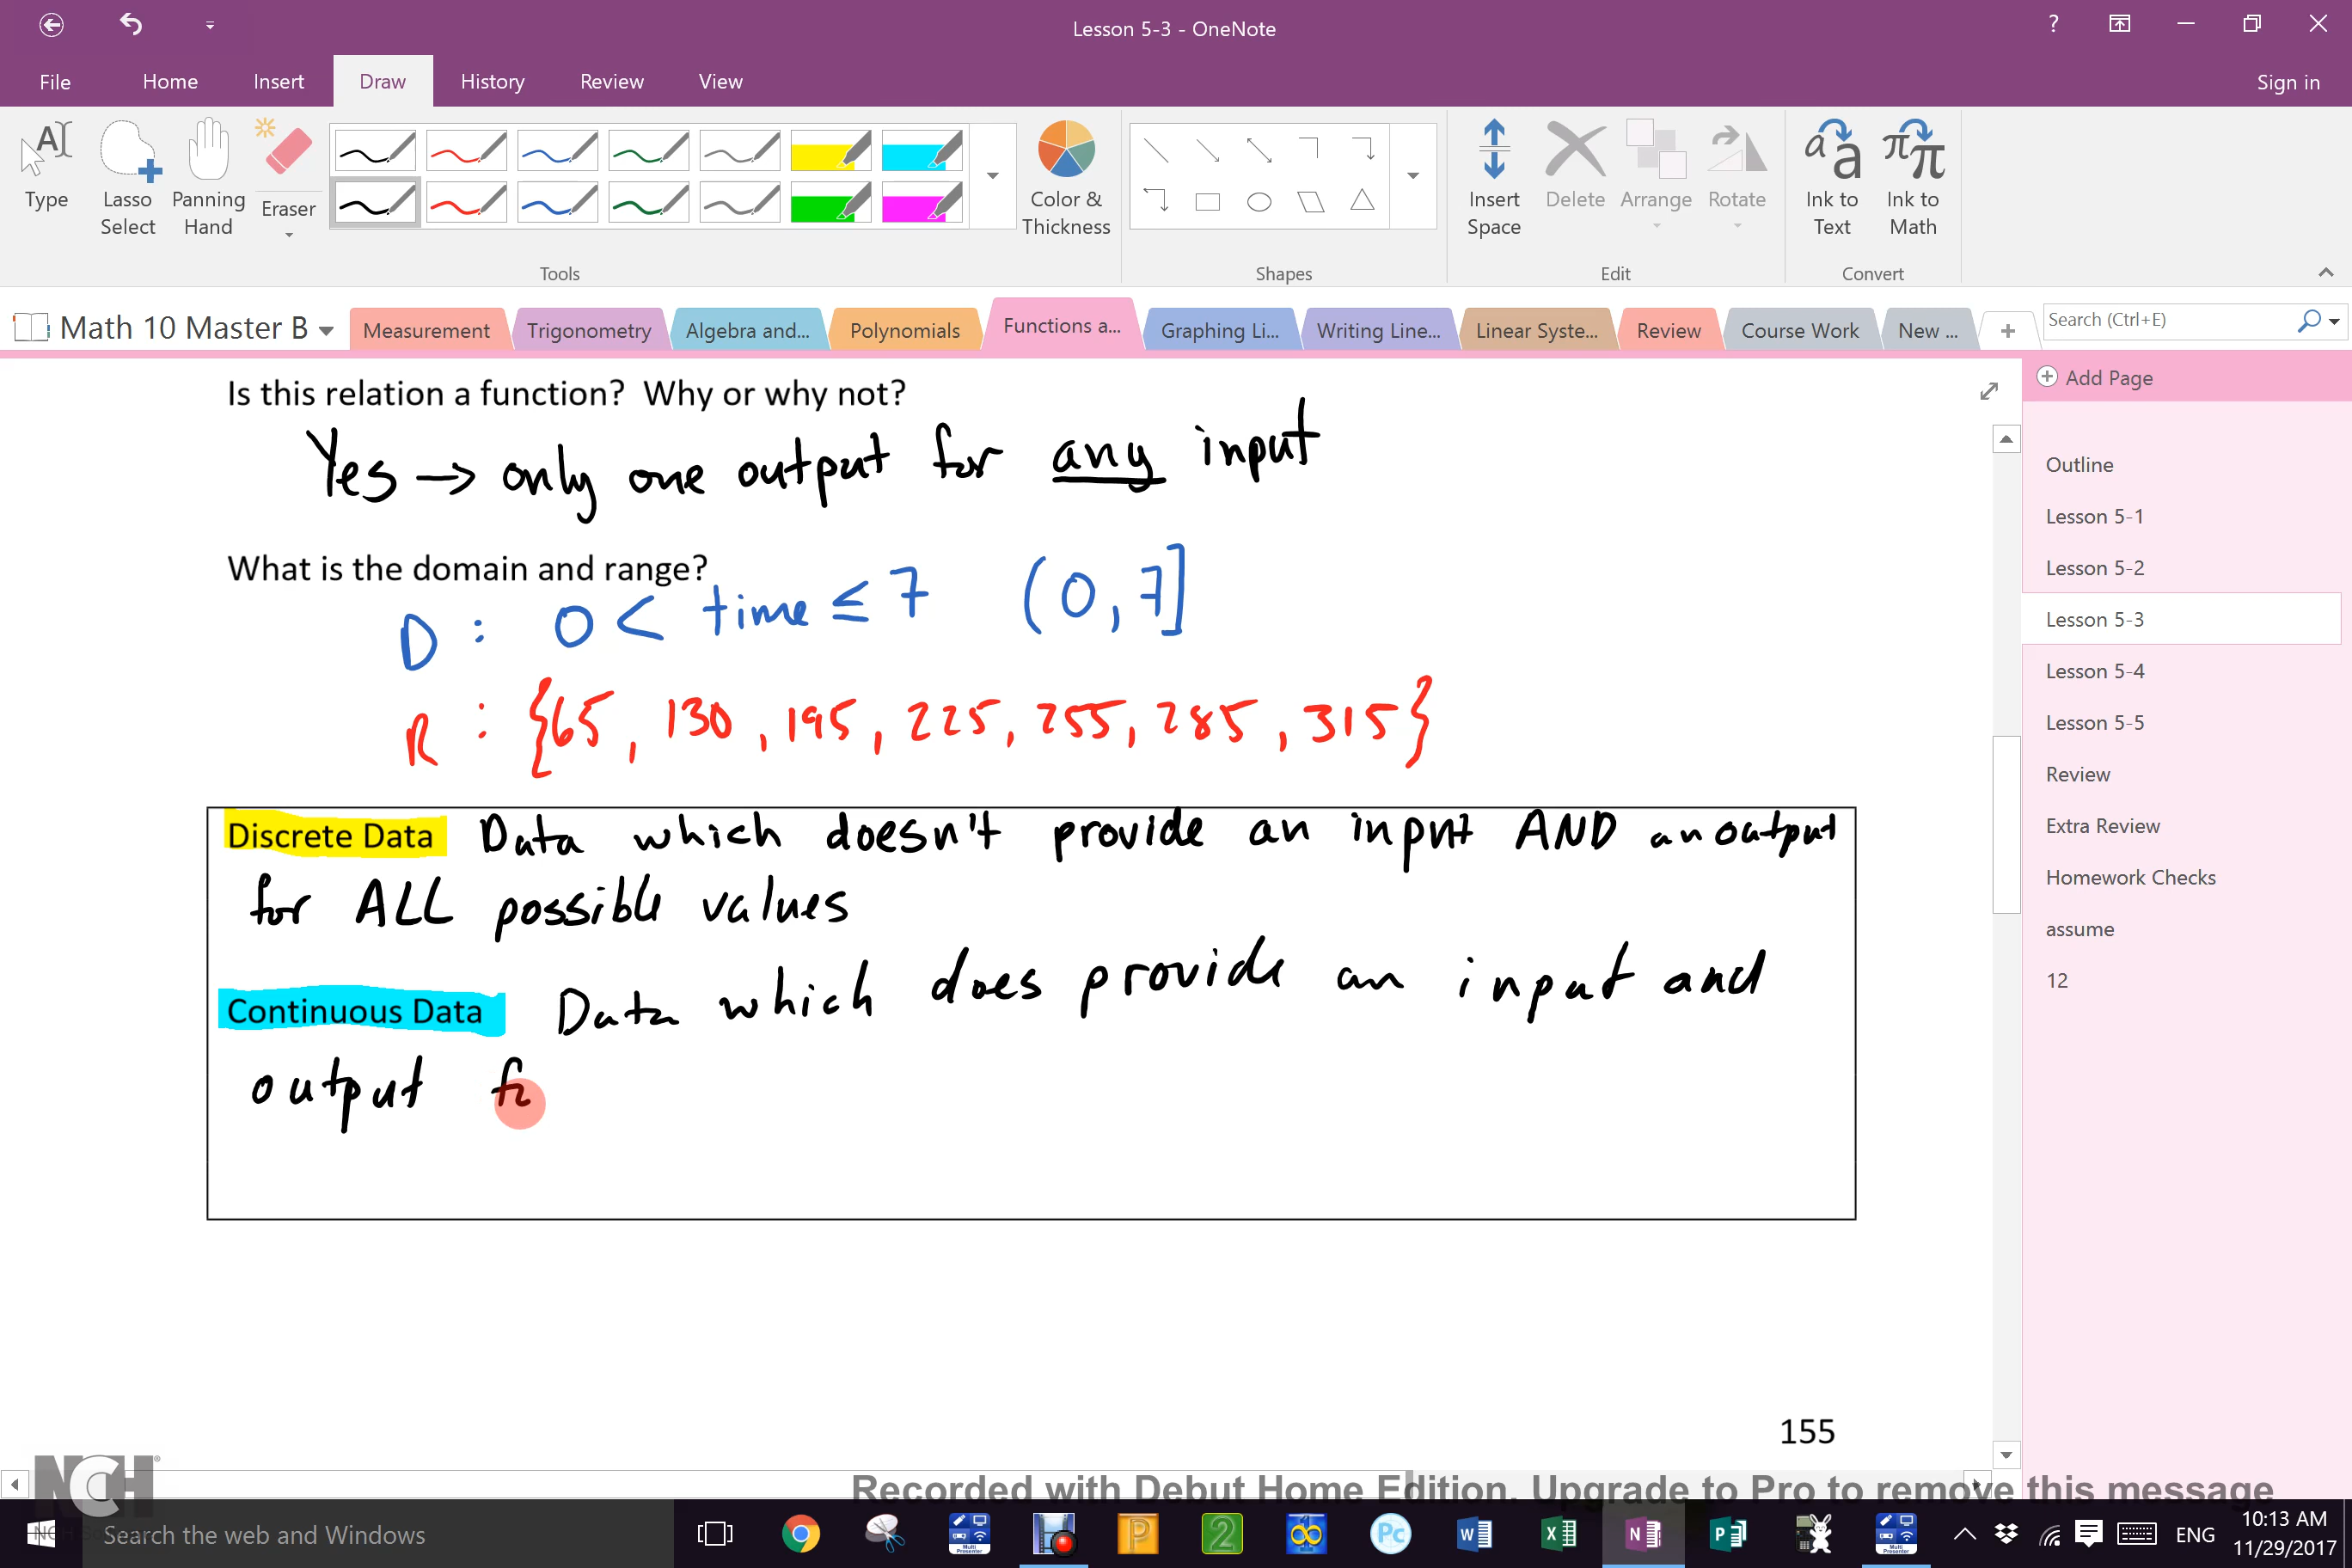 Lesson 5-3 - OneNote
?
File Home Insert Draw History Review View Sign in
Type
Lasso Select
Panning Hand
Eraser
Color & Thickness
Insert Space
Delete
Arrange
Rotate
Ink to Text
Ink to Math
Tools Shapes Edit Convert
Math 10 Master B
Measurement Trigonometry Algebra and... Polynomials Functions a... Graphing Li... Writing Line... Linear Syste... Review Course Work New ... +
Search (Ctrl+E)
Is this relation a function? Why or why not?
Yes → only one output for any input
What is the domain and range?
D : 0 < time ≤ 7 (0, 7]
R : {65, 130, 195, 225, 255, 285, 315}
Discrete Data Data which doesn't provide an input AND an output
for ALL possible values
Continuous Data Data which does provide an input and
output fo
155
Add Page
Outline
Lesson 5-1
Lesson 5-2
Lesson 5-3
Lesson 5-4
Lesson 5-5
Review
Extra Review
Homework Checks
assume
12
NCH
Recorded with Debut Home Edition. Upgrade to Pro to remove this message
Search the web and Windows
ENG
10:13 AM
11/29/2017